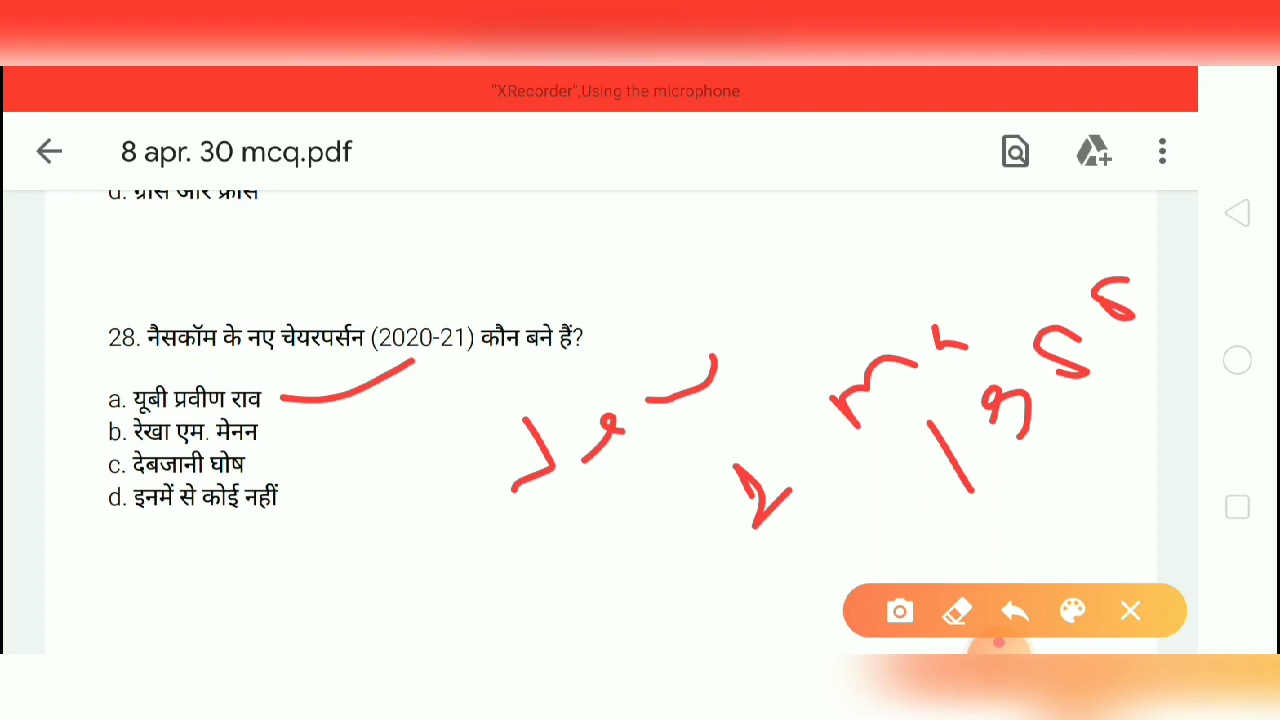 "XRecorder",Using the microphone
8 apr. 30 mcq.pdf
28. नैसकॉम के नए चेयरपर्सन (2020-21) कौन बने हैं?
a. यूबी प्रवीण राव
b. रेखा एम. मेनन
c. देबजानी घोष
d. इनमें से कोई नहीं